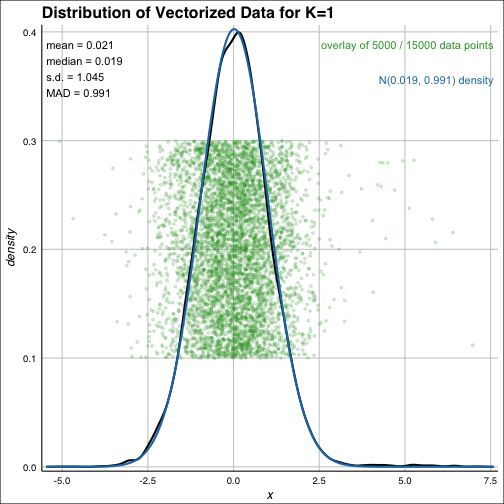 Distribution of Vectorized Data for K=1
mean = 0.021
median = 0.019
s.d. = 1.045
MAD = 0.991
overlay of 5000 / 15000 data points
N(0.019, 0.991) density
density
0.4
0.3
0.2
0.1
0.0
-5.0 -2.5 0.0 2.5 5.0 7.5
x